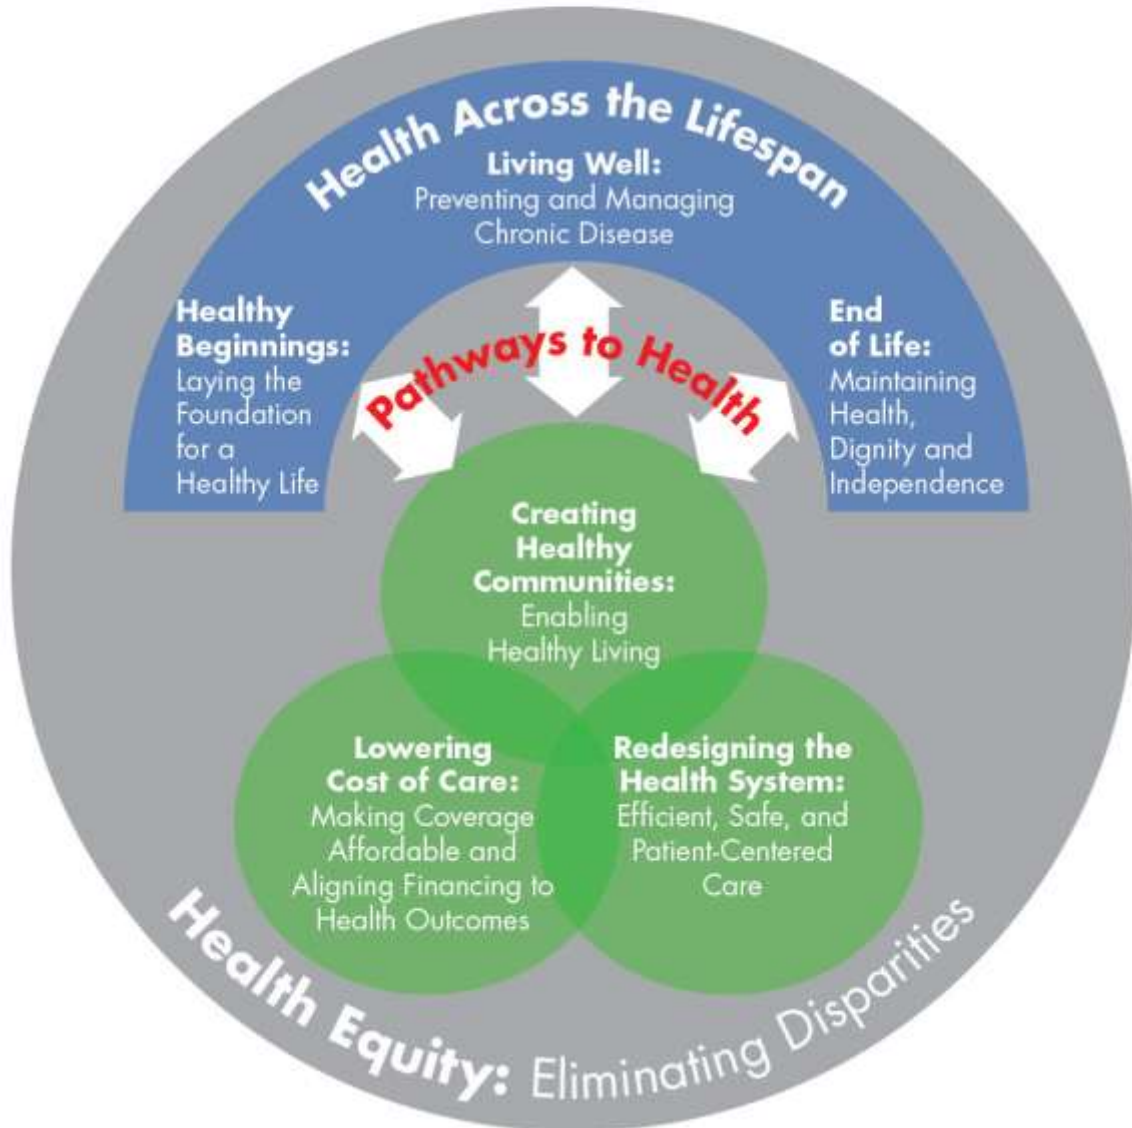 Health Across the Lifespan
Living Well:
Preventing and Managing
Chronic Disease
Healthy
Beginnings:
Laying the
Foundation
for a
Healthy Life
End
of Life:
Maintaining
Health,
Dignity and
Independence
Pathways to Health
Creating
Healthy
Communities:
Enabling
Healthy Living
Lowering
Cost of Care:
Making Coverage
Affordable and
Aligning Financing to
Health Outcomes
Redesigning the
Health System:
Efficient, Safe, and
Patient-Centered
Care
Health Equity: Eliminating Disparities